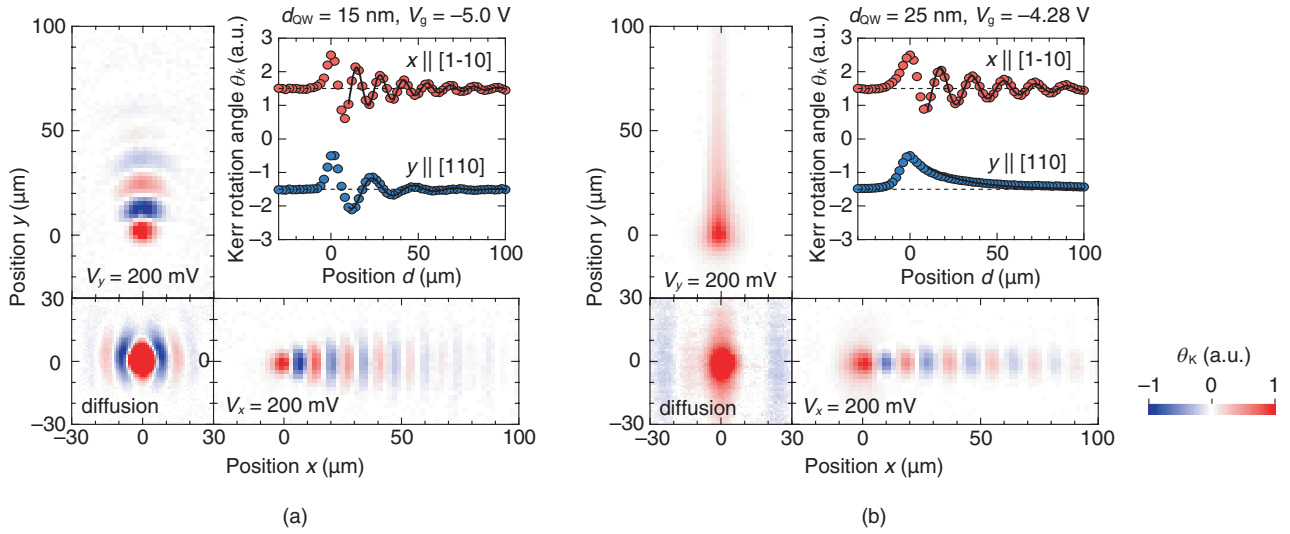 d_QW = 15 nm, V_g = –5.0 V
Position y (µm)
100
50
0
V_y = 200 mV
Kerr rotation angle θ_k (a.u.)
3
2
1
0
–1
–2
–3
x || [1-10]
y || [110]
0
50
100
Position d (µm)
30
0
–30
diffusion
0
V_x = 200 mV
–30
0
30
0
50
100
Position x (µm)
(a)
d_QW = 25 nm, V_g = –4.28 V
Position y (µm)
100
50
0
V_y = 200 mV
Kerr rotation angle θ_k (a.u.)
3
2
1
0
–1
–2
–3
x || [1-10]
y || [110]
0
50
100
Position d (µm)
30
0
–30
diffusion
V_x = 200 mV
–30
0
30
0
50
100
Position x (µm)
(b)
θ_K (a.u.)
–1
0
1